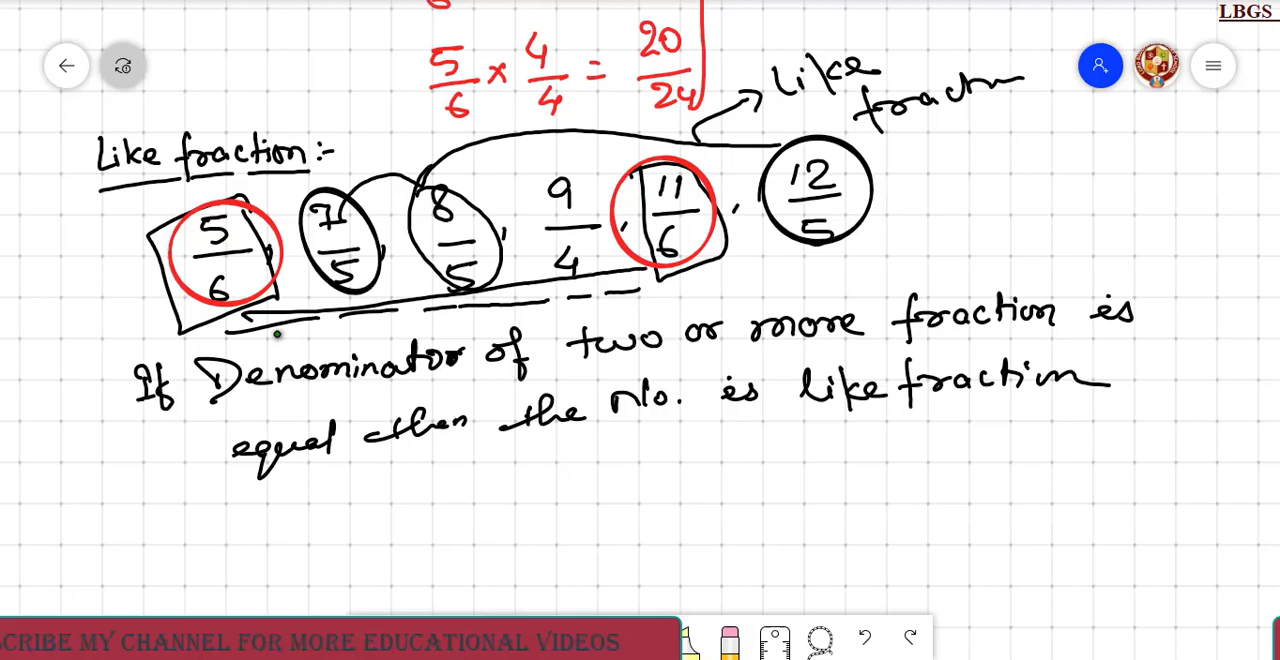 LBGS
5/6 × 4/4 = 20/24
like fraction
Like fraction:-
5/6, 7/5, 8/5, 9/4, 11/6, 12/5
If Denominator of two or more fraction is
equal then the no. is like fraction
SCRIBE MY CHANNEL FOR MORE EDUCATIONAL VIDEOS